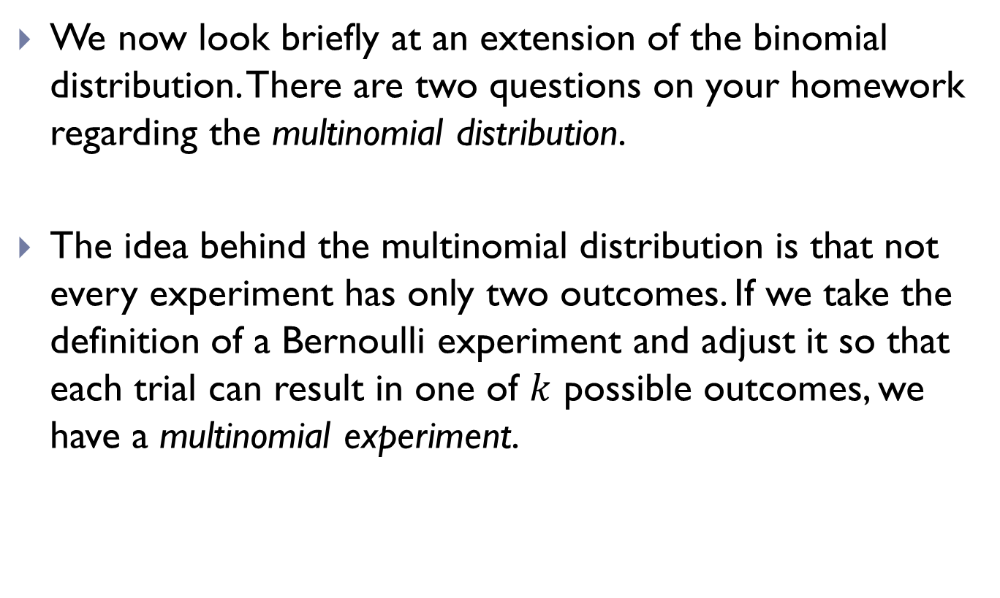 We now look briefly at an extension of the binomial
distribution. There are two questions on your homework
regarding the multinomial distribution.
The idea behind the multinomial distribution is that not
every experiment has only two outcomes. If we take the
definition of a Bernoulli experiment and adjust it so that
each trial can result in one of k possible outcomes, we
have a multinomial experiment.